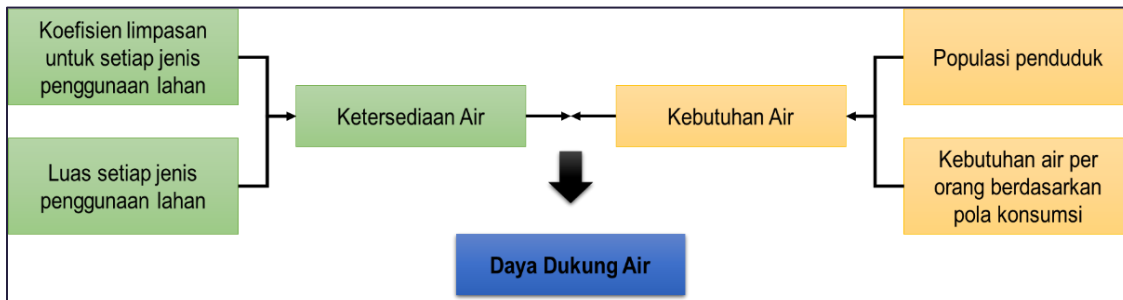 Koefisien limpasan
untuk setiap jenis
penggunaan lahan
Luas setiap jenis
penggunaan lahan
Ketersediaan Air
Kebutuhan Air
Populasi penduduk
Kebutuhan air per
orang berdasarkan
pola konsumsi
Daya Dukung Air